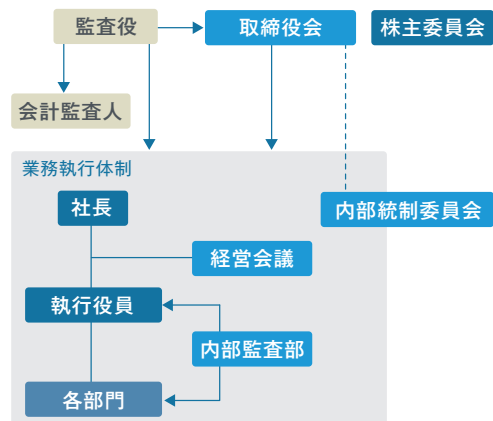 監査役
取締役会
株主委員会
会計監査人
業務執行体制
社長
内部統制委員会
経営会議
執行役員
内部監査部
各部門